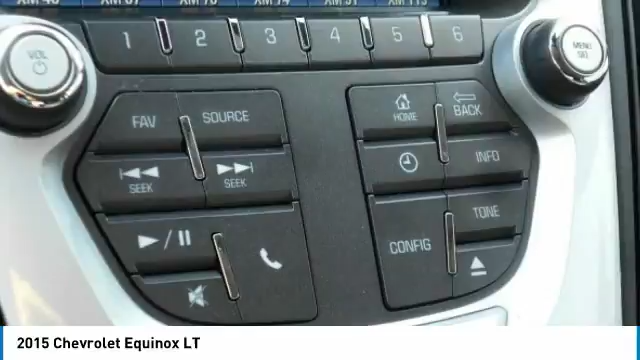 1 2 3 4 5 6
VOL
MENU
SEL
FAV SOURCE
HOME BACK
SEEK SEEK
INFO
TONE
CONFIG
2015 Chevrolet Equinox LT